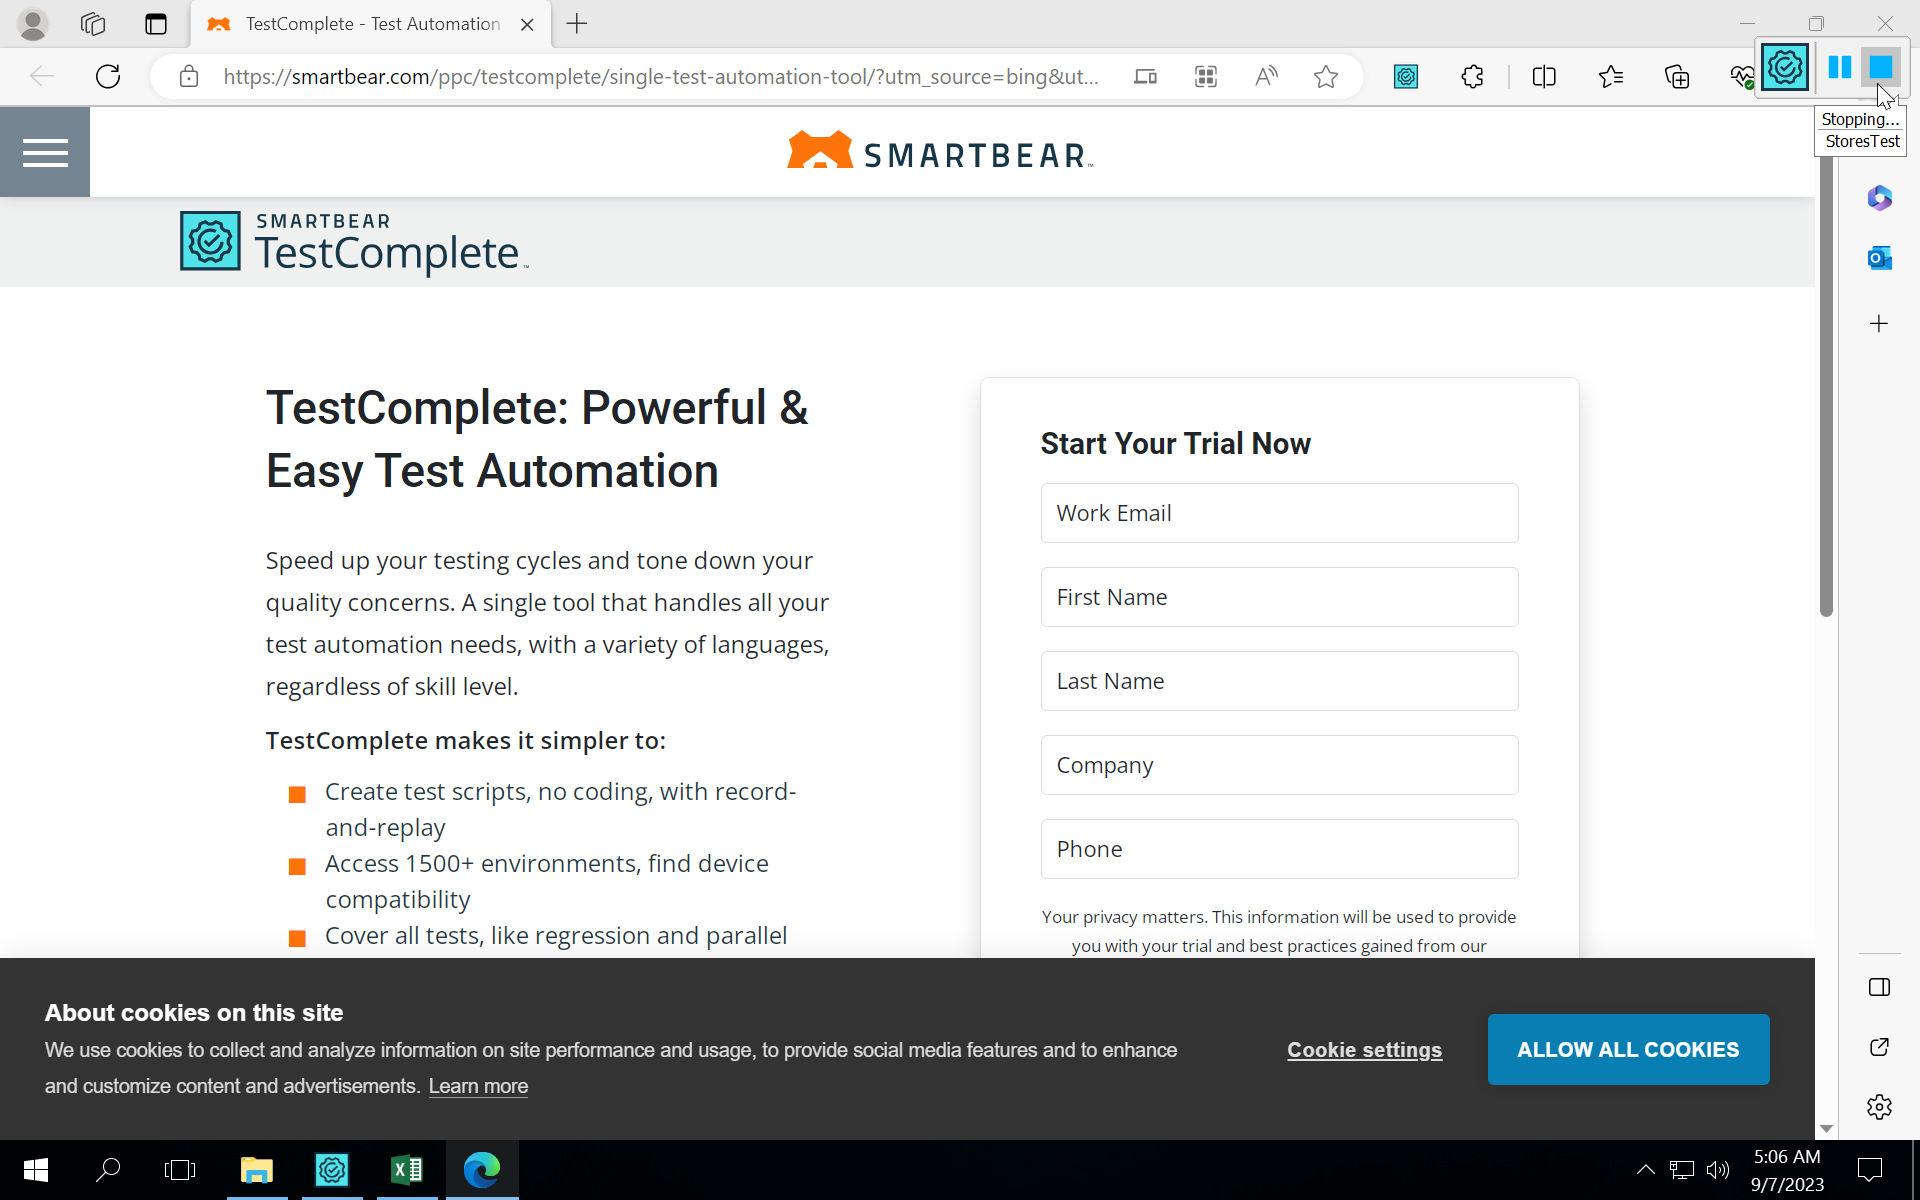 TestComplete - Test Automation
https://smartbear.com/ppc/testcomplete/single-test-automation-tool/?utm_source=bing&ut...
Stopping...
StoresTest
SMARTBEAR™
SMARTBEAR
TestComplete™
TestComplete: Powerful &
Easy Test Automation
Speed up your testing cycles and tone down your
quality concerns. A single tool that handles all your
test automation needs, with a variety of languages,
regardless of skill level.
TestComplete makes it simpler to:
Create test scripts, no coding, with record-
and-replay
Access 1500+ environments, find device
compatibility
Cover all tests, like regression and parallel
Start Your Trial Now
Work Email
First Name
Last Name
Company
Phone
Your privacy matters. This information will be used to provide
you with your trial and best practices gained from our
About cookies on this site
We use cookies to collect and analyze information on site performance and usage, to provide social media features and to enhance
and customize content and advertisements. Learn more
Cookie settings
ALLOW ALL COOKIES
5:06 AM
9/7/2023